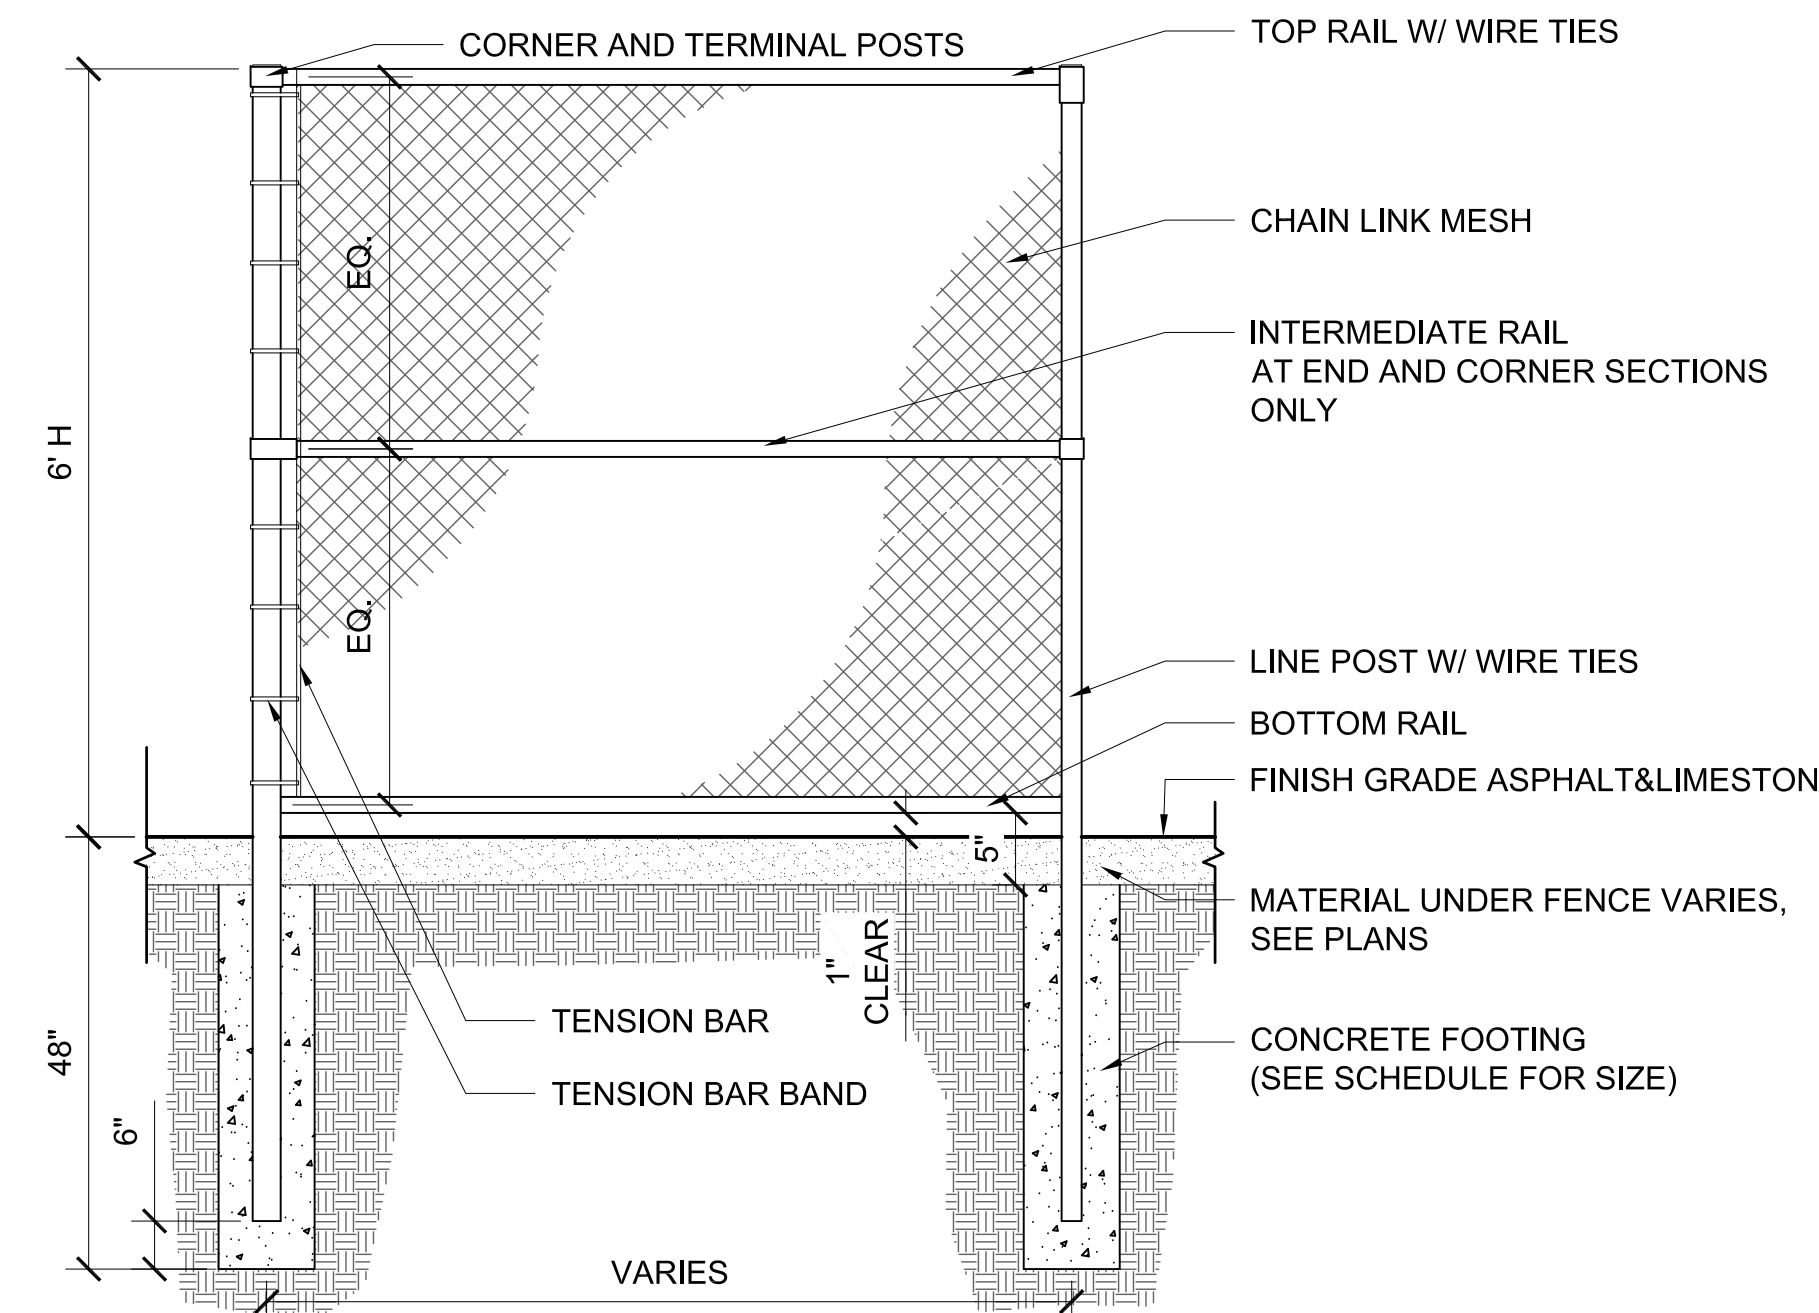 CORNER AND TERMINAL POSTS
TOP RAIL W/ WIRE TIES
CHAIN LINK MESH
EQ.
INTERMEDIATE RAIL
AT END AND CORNER SECTIONS
ONLY
6' H
EQ.
LINE POST W/ WIRE TIES
BOTTOM RAIL
FINISH GRADE ASPHALT&LIMESTON
5"
MATERIAL UNDER FENCE VARIES,
SEE PLANS
1"
CLEAR
TENSION BAR
48"
CONCRETE FOOTING
(SEE SCHEDULE FOR SIZE)
TENSION BAR BAND
6"
VARIES